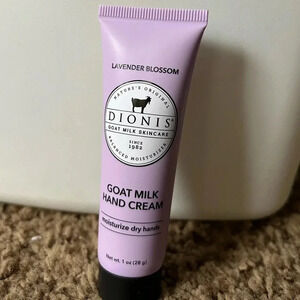 LAVENDER BLOSSOM
NATURE'S ORIGINAL
DIONIS®
GOAT MILK SKINCARE
SINCE
1982
ADVANCED MOISTURIZER
GOAT MILK
HAND CREAM
moisturize dry hands
Net wt. 1 oz (28 g)